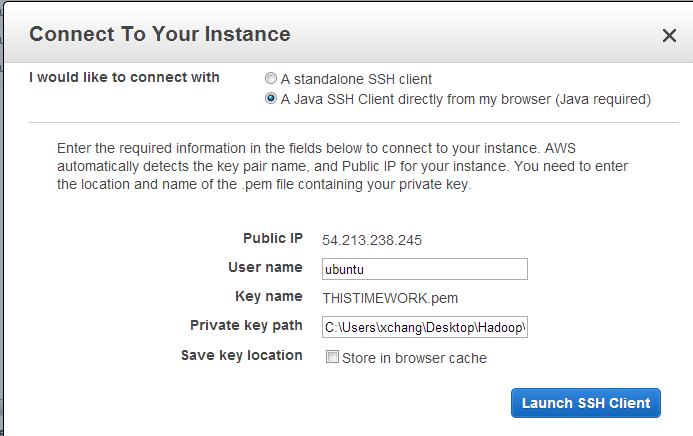 Connect To Your Instance
I would like to connect with
A standalone SSH client
A Java SSH Client directly from my browser (Java required)
Enter the required information in the fields below to connect to your instance. AWS
automatically detects the key pair name, and Public IP for your instance. You need to enter
the location and name of the .pem file containing your private key.
Public IP 54.213.238.245
User name ubuntu
Key name THISTIMEWORK.pem
Private key path C:\Users\xchang\Desktop\Hadoop\
Save key location Store in browser cache
Launch SSH Client